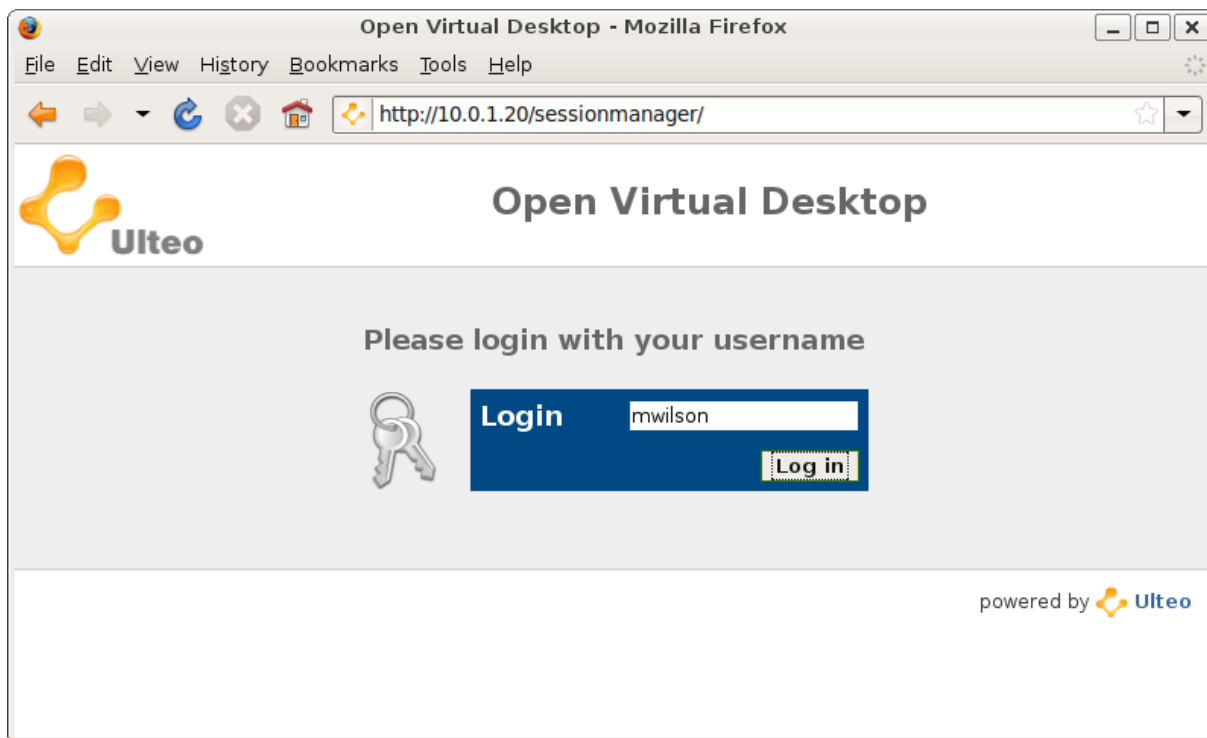 Open Virtual Desktop - Mozilla Firefox
File Edit View History Bookmarks Tools Help
http://10.0.1.20/sessionmanager/
Ulteo
Open Virtual Desktop
Please login with your username
Login mwilson
Log in
powered by Ulteo